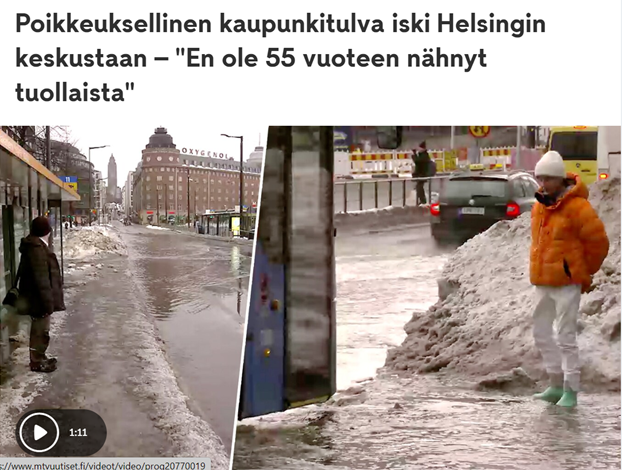 Poikkeuksellinen kaupunkitulva iski Helsingin
keskustaan – "En ole 55 vuoteen nähnyt
tuollaista"
OXYGENOL
1:11
s://www.mtvuutiset.fi/videot/video/prog20770019